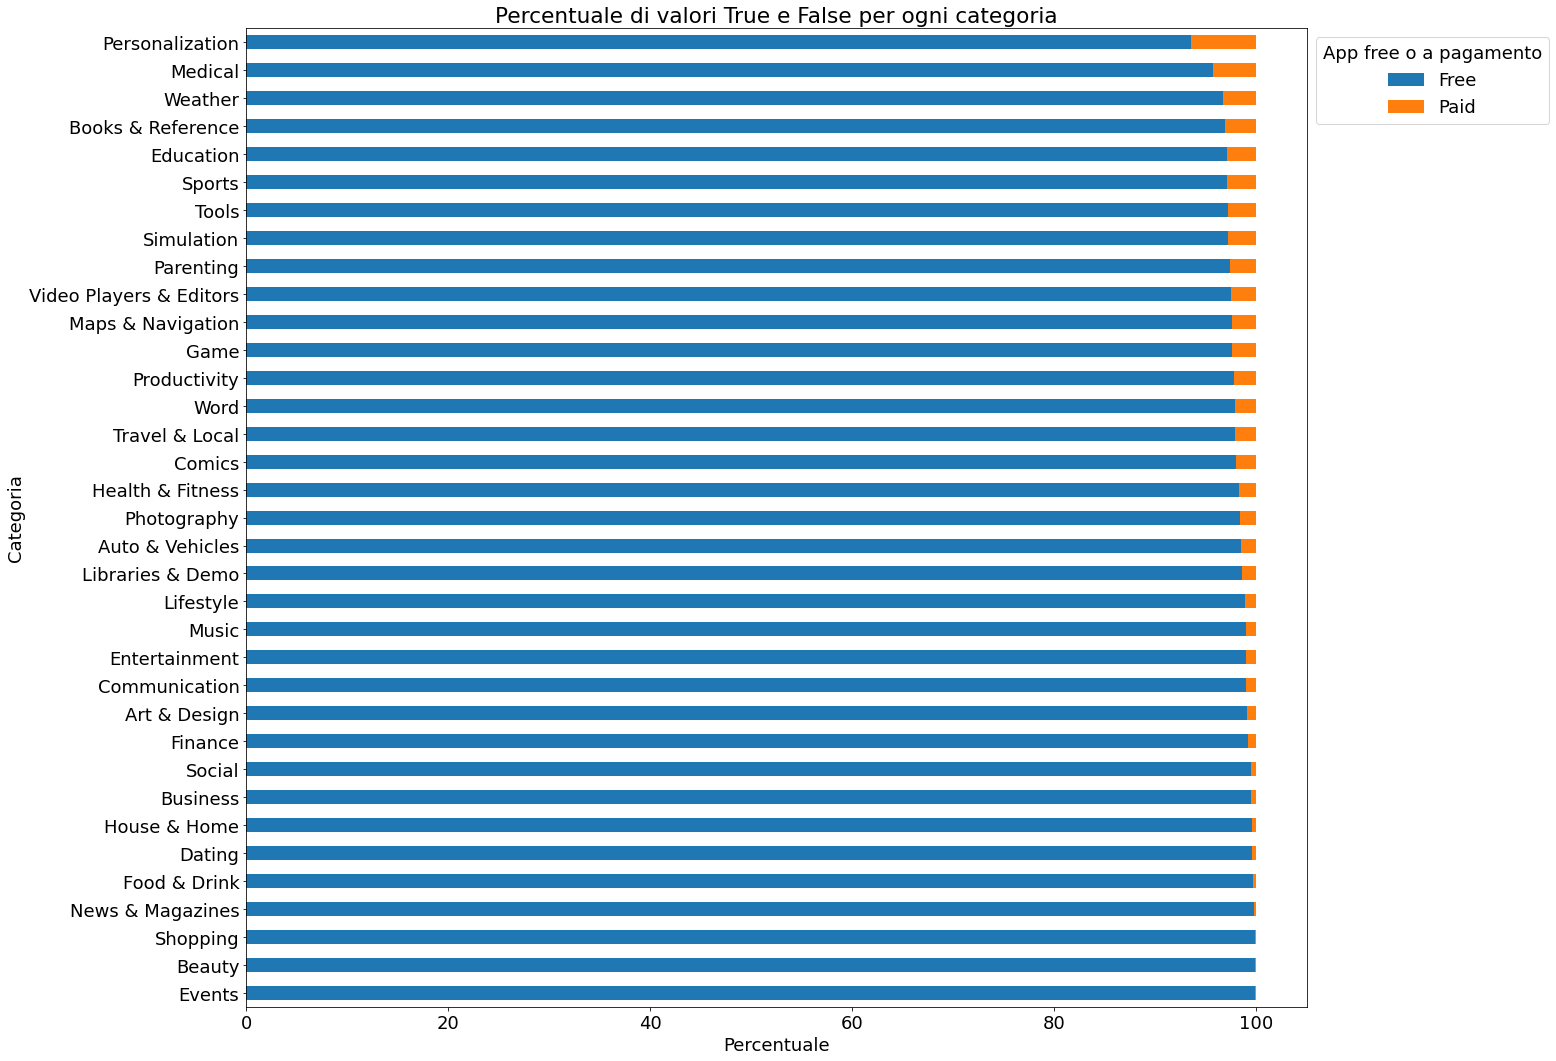 Percentuale di valori True e False per ogni categoria
Personalization
Medical
Weather
Books & Reference
Education
Sports
Tools
Simulation
Parenting
Video Players & Editors
Maps & Navigation
Game
Productivity
Word
Travel & Local
Comics
Health & Fitness
Photography
Auto & Vehicles
Libraries & Demo
Lifestyle
Music
Entertainment
Communication
Art & Design
Finance
Social
Business
House & Home
Dating
Food & Drink
News & Magazines
Shopping
Beauty
Events
Categoria
0 20 40 60 80 100
Percentuale
App free o a pagamento
Free
Paid